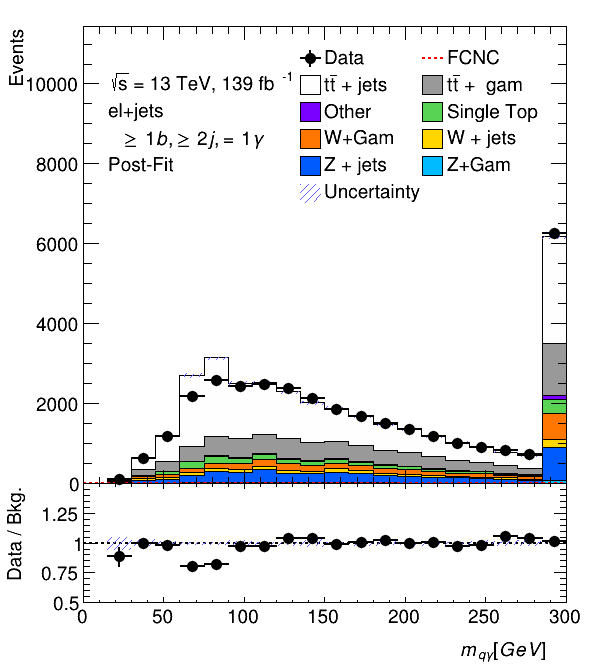 Events
10000
8000
6000
4000
2000
0
√s = 13 TeV, 139 fb⁻¹
el+jets
≥ 1b, ≥ 2j, = 1γ
Post-Fit
Data
FCNC
tt̄ + jets
tt̄ + gam
Other
Single Top
W+Gam
W + jets
Z + jets
Z+Gam
Uncertainty
Data / Bkg.
1.25
1
0.75
0.5
0 50 100 150 200 250 300
m_qγ[GeV]